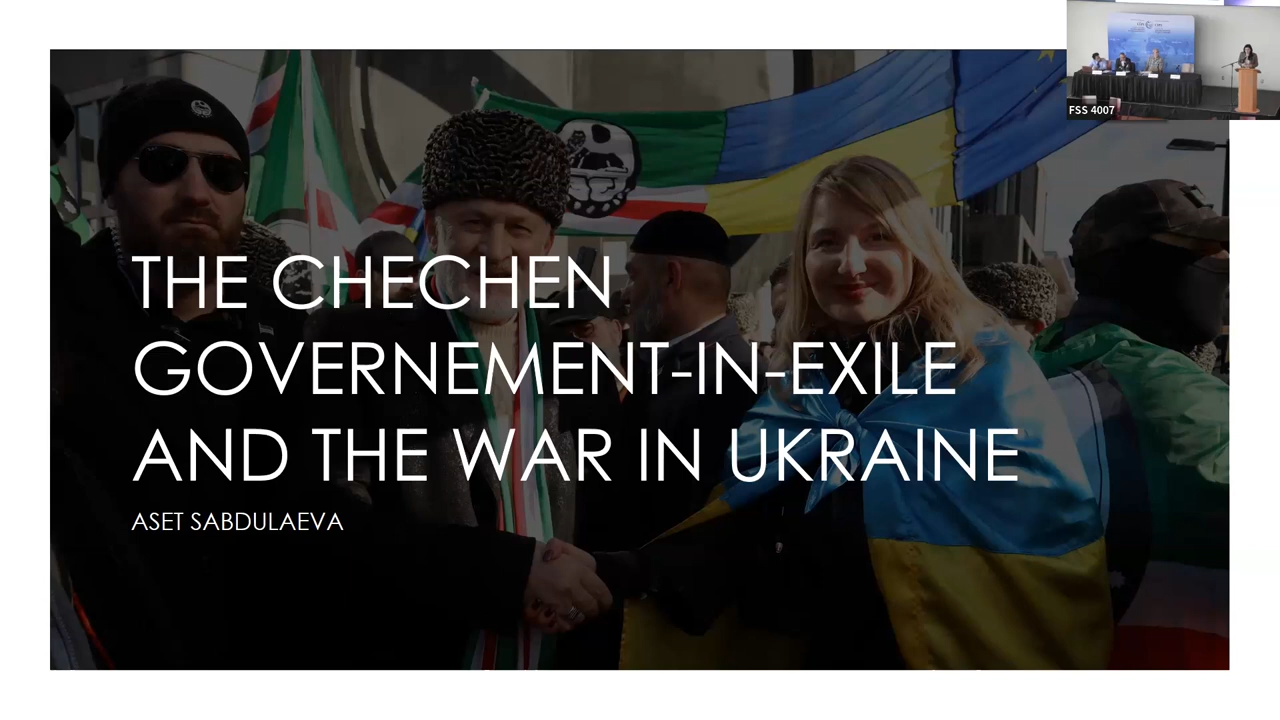 THE CHECHEN
GOVERNEMENT-IN-EXILE
AND THE WAR IN UKRAINE
ASET SABDULAEVA
FSS 4007